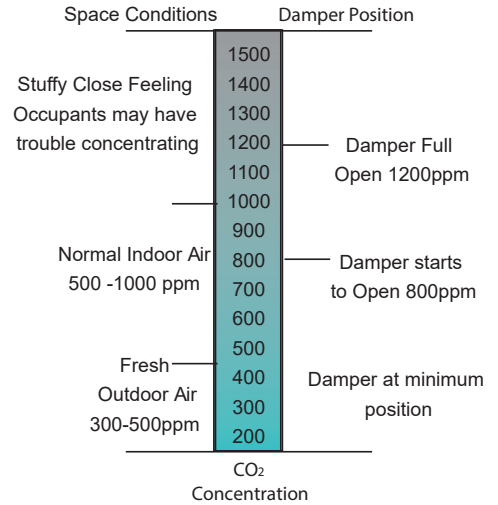 Space Conditions
Damper Position
1500
1400
1300
1200
1100
1000
900
800
700
600
500
400
300
200
Stuffy Close Feeling
Occupants may have
trouble concentrating
Normal Indoor Air
500 -1000 ppm
Fresh
Outdoor Air
300-500ppm
Damper Full
Open 1200ppm
Damper starts
to Open 800ppm
Damper at minimum
position
CO2
Concentration